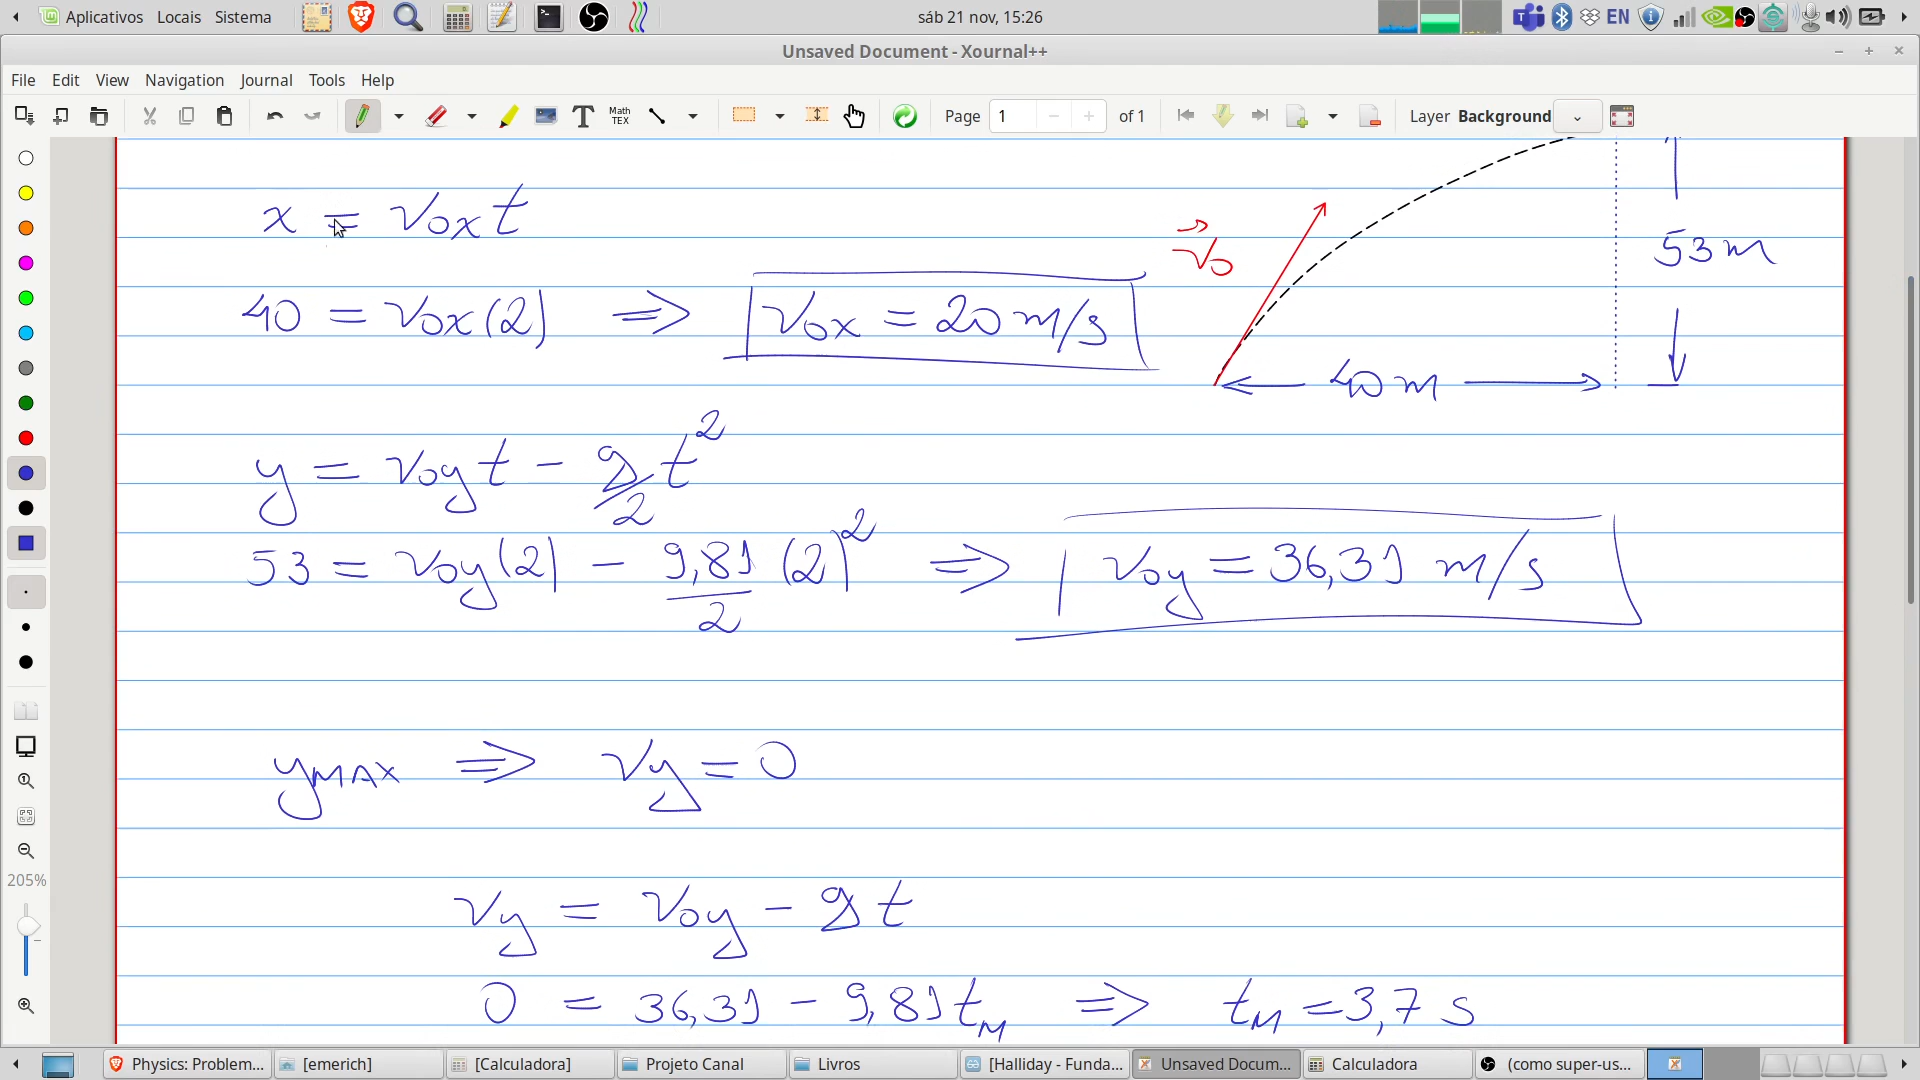 Aplicativos Locais Sistema sáb 21 nov, 15:26 EN
Unsaved Document - Xournal++
File Edit View Navigation Journal Tools Help
Math TEX Page 1 of 1 Layer Background
x = v0x t
v0
53 m
40 = v0x (2) ⇒ v0x = 20 m/s
40 m
y = v0y t - g/2 t²
53 = v0y (2) - 9,81/2 (2)² ⇒ v0y = 36,31 m/s
yMAX ⇒ vy = 0
205%
vy = v0y - g t
0 = 36,31 - 9,81 tM ⇒ tM = 3,7 s
Physics: Problem... [emerich] [Calculadora] Projeto Canal Livros [Halliday - Funda... Unsaved Docum... Calculadora (como super-us...